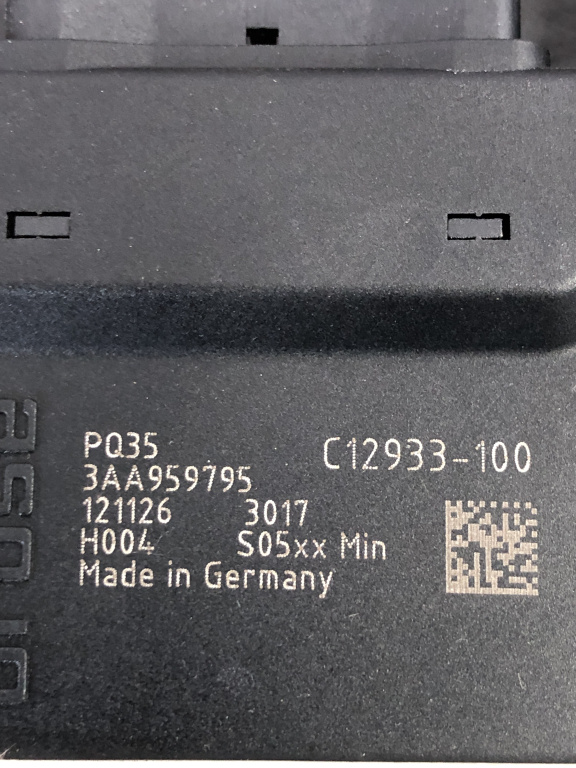 PQ35
C12933-100
3AA959795
121126 3017
H004 S05xx Min
Made in Germany